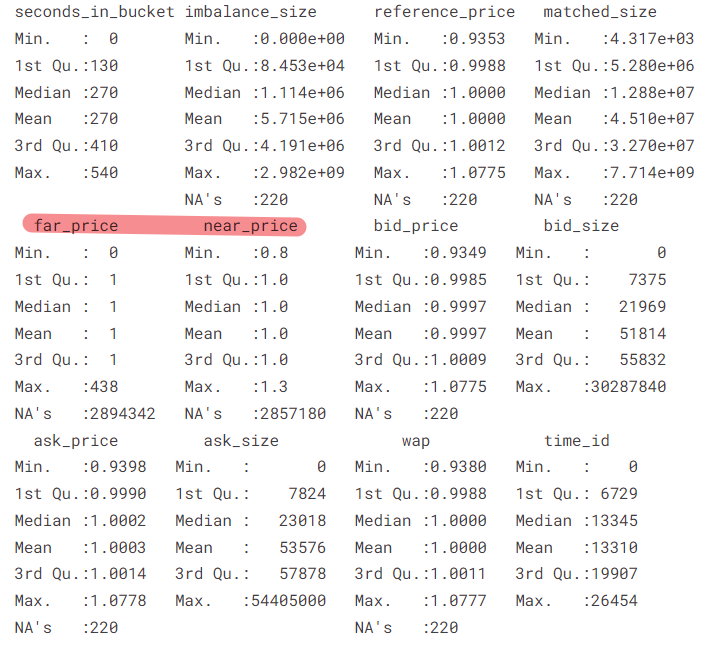 seconds_in_bucket imbalance_size reference_price matched_size
Min. : 0 Min. :0.000e+00 Min. :0.9353 Min. :4.317e+03
1st Qu.:130 1st Qu.:8.453e+04 1st Qu.:0.9988 1st Qu.:5.280e+06
Median :270 Median :1.114e+06 Median :1.0000 Median :1.288e+07
Mean :270 Mean :5.715e+06 Mean :1.0000 Mean :4.510e+07
3rd Qu.:410 3rd Qu.:4.191e+06 3rd Qu.:1.0012 3rd Qu.:3.270e+07
Max. :540 Max. :2.982e+09 Max. :1.0775 Max. :7.714e+09
NA's :220 NA's :220 NA's :220
far_price near_price bid_price bid_size
Min. : 0 Min. :0.8 Min. :0.9349 Min. : 0
1st Qu.: 1 1st Qu.:1.0 1st Qu.:0.9985 1st Qu.: 7375
Median : 1 Median :1.0 Median :0.9997 Median : 21969
Mean : 1 Mean :1.0 Mean :0.9997 Mean : 51814
3rd Qu.: 1 3rd Qu.:1.0 3rd Qu.:1.0009 3rd Qu.: 55832
Max. :438 Max. :1.3 Max. :1.0775 Max. :30287840
NA's :2894342 NA's :2857180 NA's :220
ask_price ask_size wap time_id
Min. :0.9398 Min. : 0 Min. :0.9380 Min. : 0
1st Qu.:0.9990 1st Qu.: 7824 1st Qu.:0.9988 1st Qu.: 6729
Median :1.0002 Median : 23018 Median :1.0000 Median :13345
Mean :1.0003 Mean : 53576 Mean :1.0000 Mean :13310
3rd Qu.:1.0014 3rd Qu.: 57878 3rd Qu.:1.0011 3rd Qu.:19907
Max. :1.0778 Max. :54405000 Max. :1.0777 Max. :26454
NA's :220 NA's :220